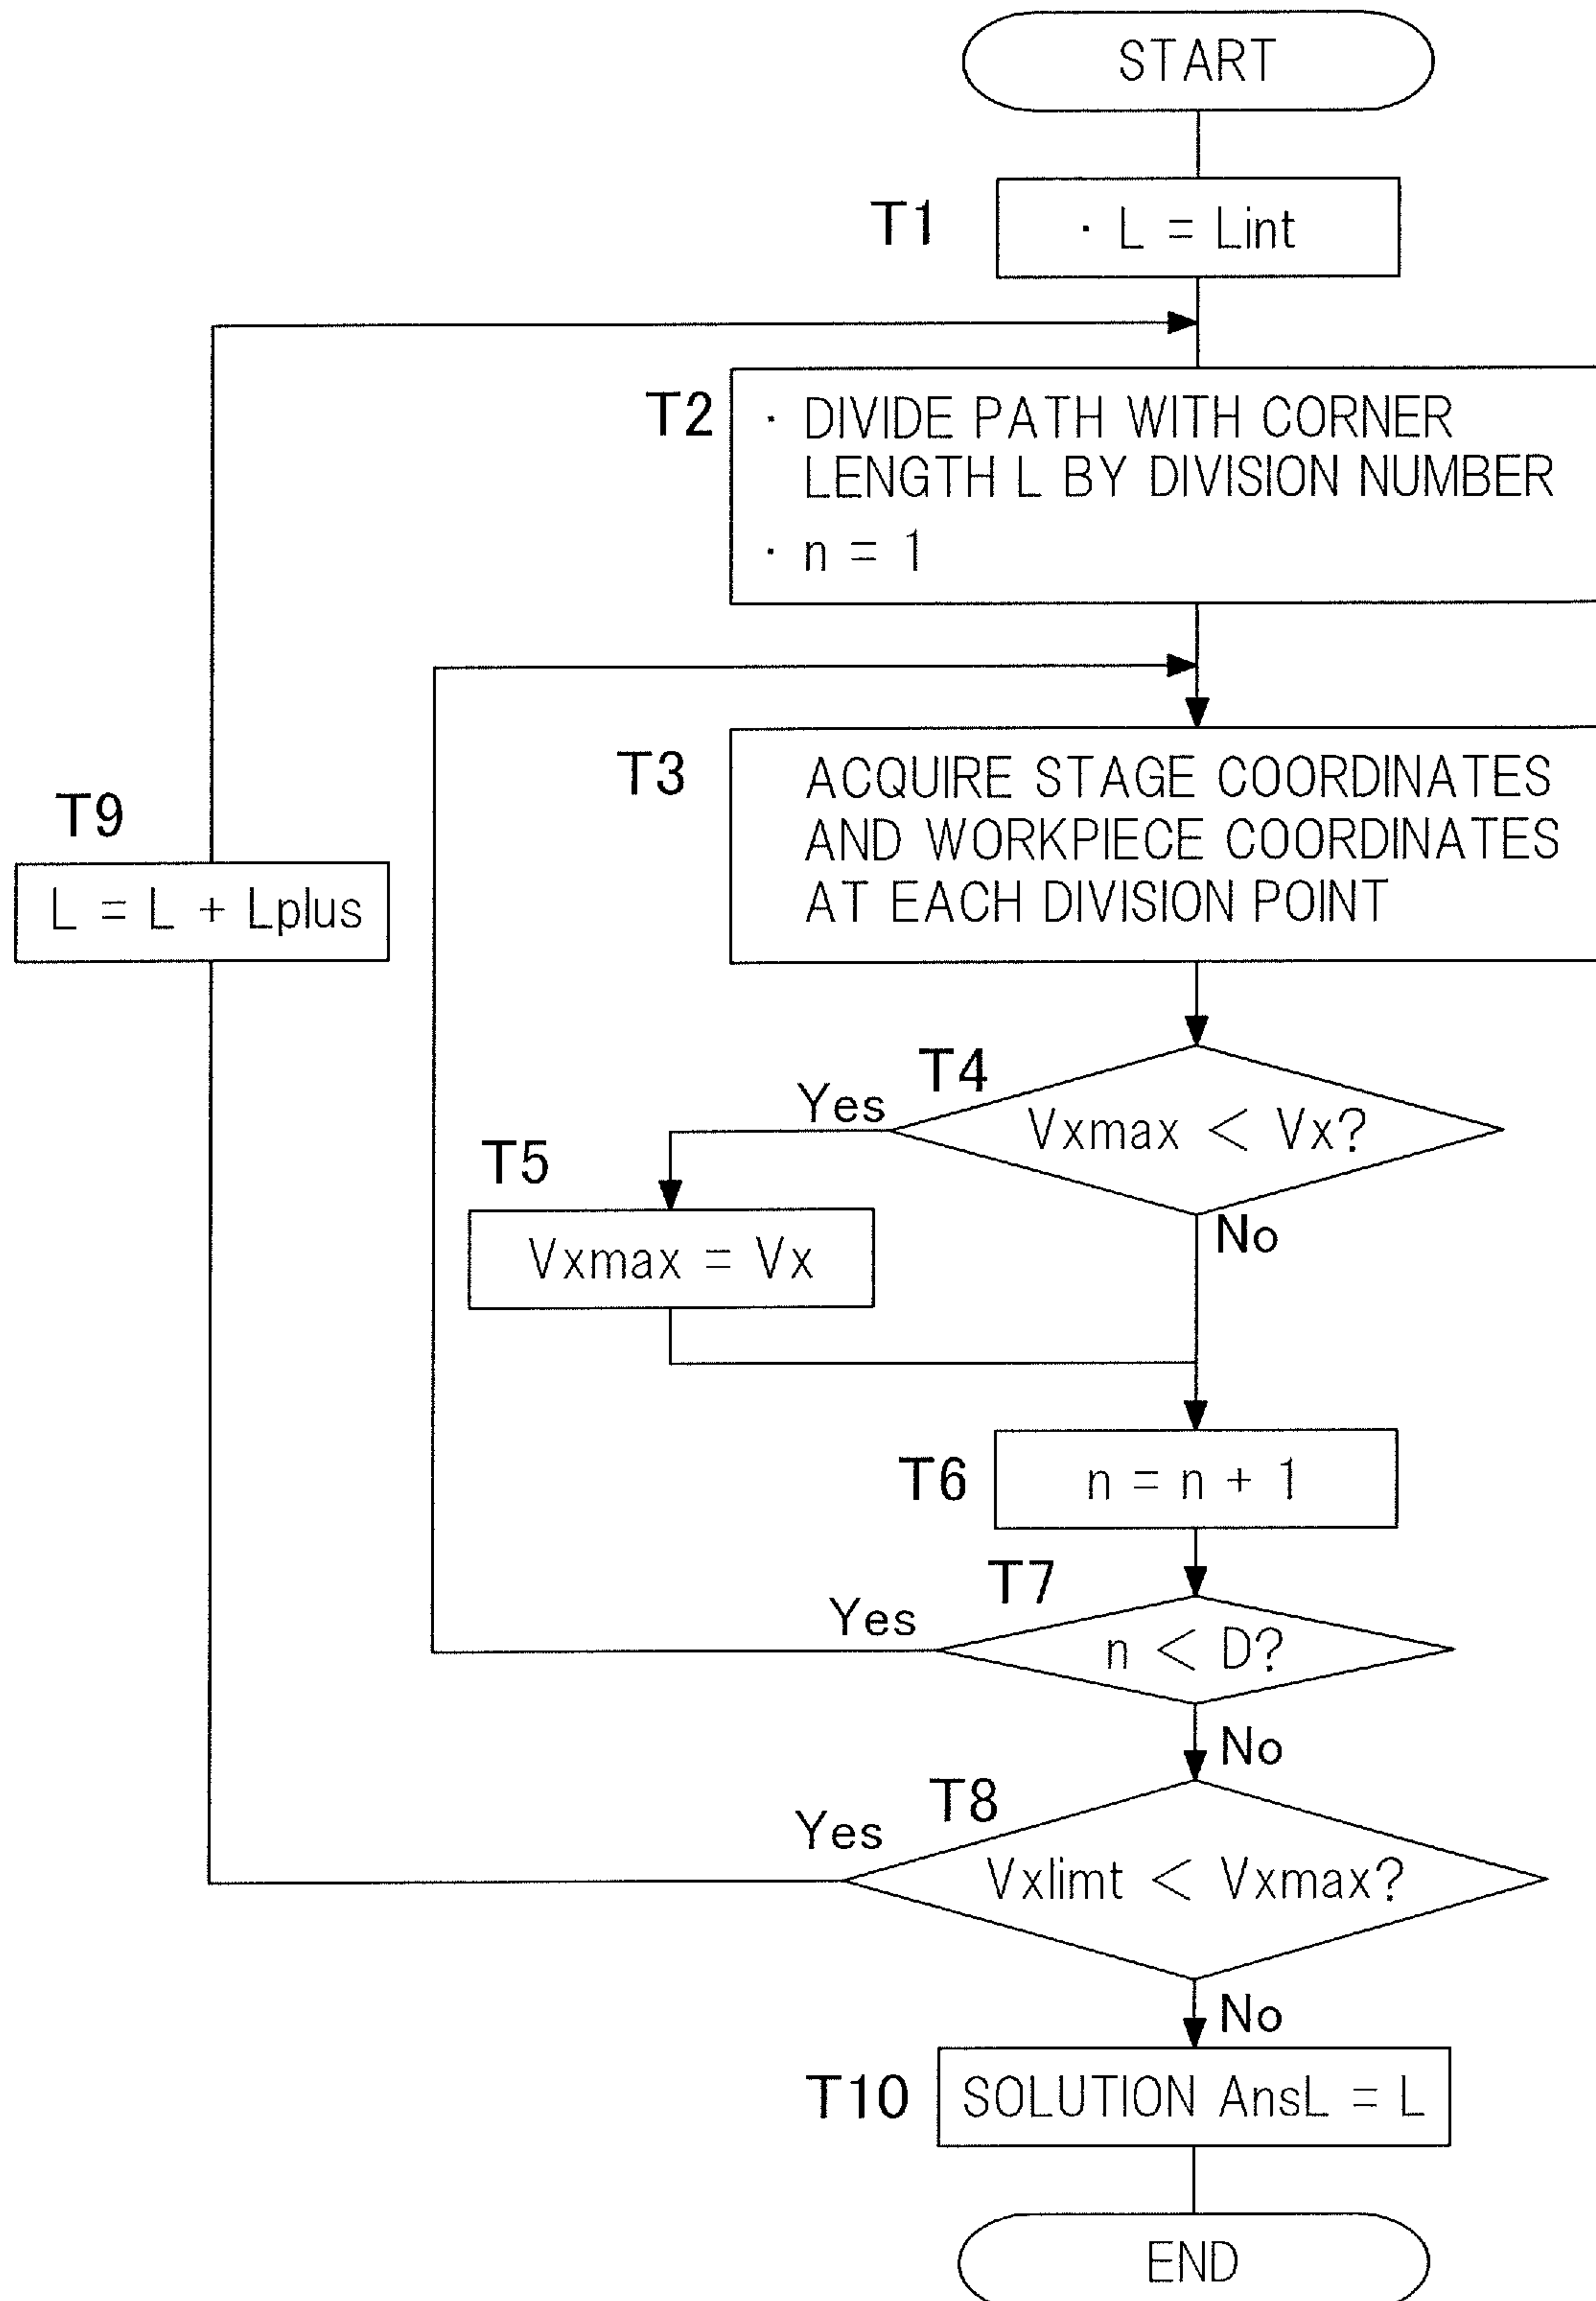 START
T1
· L = Lint
T2
· DIVIDE PATH WITH CORNER
LENGTH L BY DIVISION NUMBER
· n = 1
T3
ACQUIRE STAGE COORDINATES
AND WORKPIECE COORDINATES
AT EACH DIVISION POINT
T9
L = L + Lplus
T4
Yes
Vxmax < Vx?
No
T5
Vxmax = Vx
T6
n = n + 1
T7
Yes
n < D?
No
T8
Yes
Vxlimt < Vxmax?
No
T10
SOLUTION AnsL = L
END